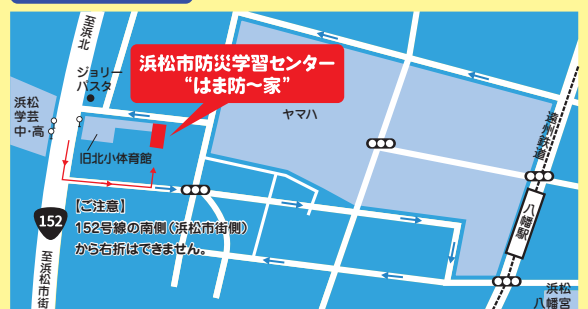 至浜北
ジョリー
パスタ
浜松市防災学習センター
“はま防～家”
浜松
学芸
中・高
ヤマハ
遠州鉄道
旧北小体育館
152
【ご注意】
152号線の南側（浜松市街側）
から右折はできません。
八幡駅
至浜松市街
浜松
八幡宮